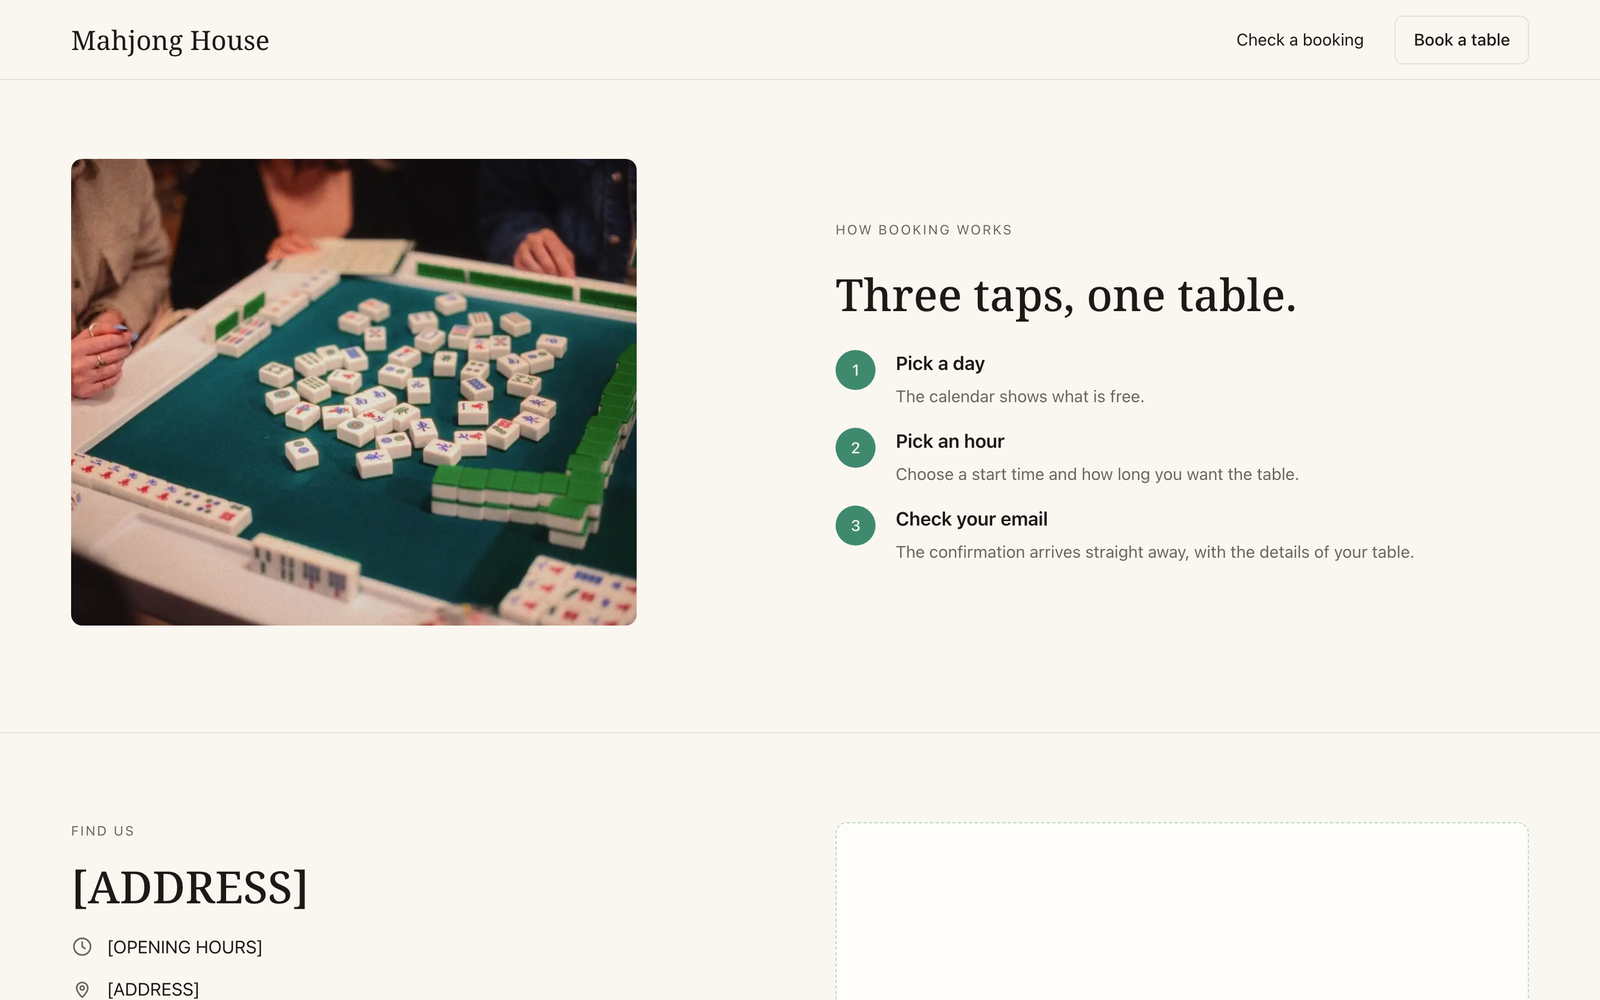 Mahjong House
Check a booking
Book a table
HOW BOOKING WORKS
Three taps, one table.
1
Pick a day
The calendar shows what is free.
2
Pick an hour
Choose a start time and how long you want the table.
3
Check your email
The confirmation arrives straight away, with the details of your table.
FIND US
[ADDRESS]
[OPENING HOURS]
[ADDRESS]